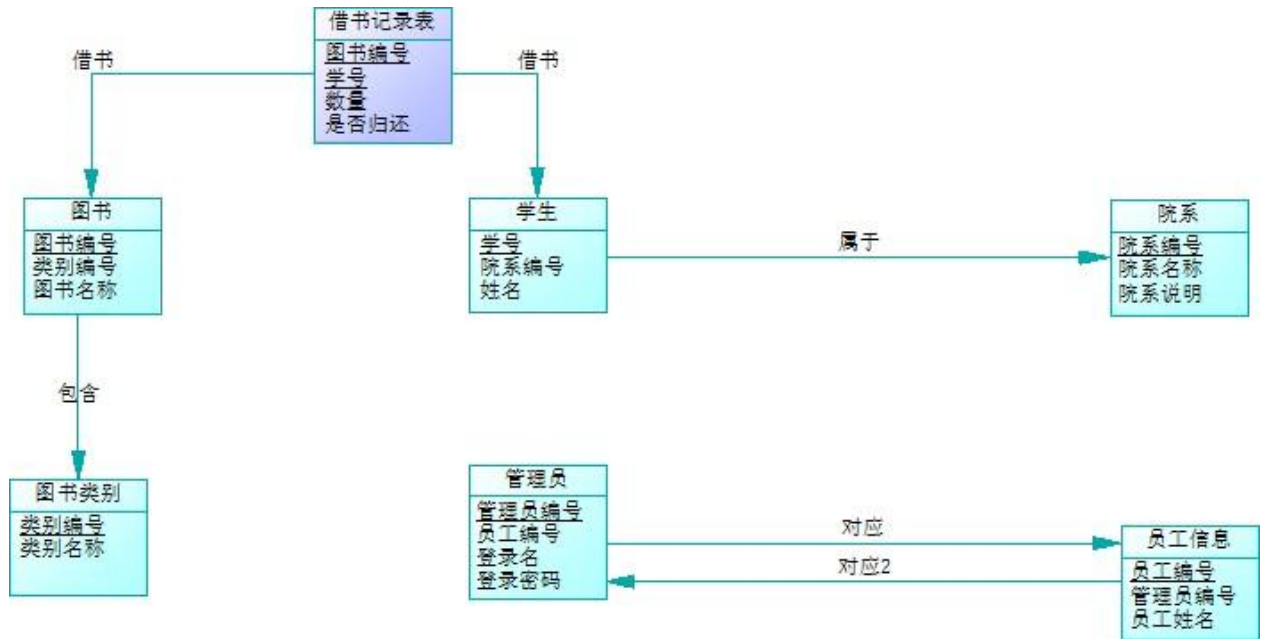 借书记录表
图书编号
学号
数量
是否归还
借书
借书
图书
图书编号
类别编号
图书名称
学生
学号
院系编号
姓名
属于
院系
院系编号
院系名称
院系说明
包含
图书类别
类别编号
类别名称
管理员
管理员编号
员工编号
登录名
登录密码
对应
对应2
员工信息
员工编号
管理员编号
员工姓名